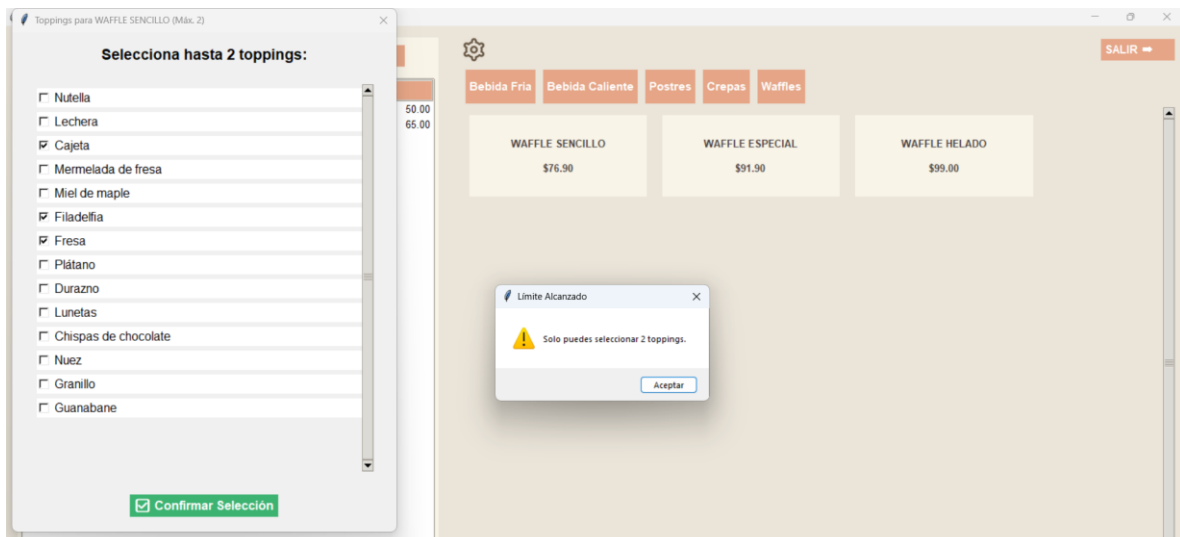 Toppings para WAFFLE SENCILLO (Máx. 2)
Selecciona hasta 2 toppings:
Nutella
Lechera
Cajeta
Mermelada de fresa
Miel de maple
Filadelfia
Fresa
Plátano
Durazno
Lunetas
Chispas de chocolate
Nuez
Granillo
Guanabane
Confirmar Selección
50.00
65.00
SALIR ➡
Bebida Fria Bebida Caliente Postres Crepas Waffles
WAFFLE SENCILLO WAFFLE ESPECIAL WAFFLE HELADO
$76.90 $91.90 $99.00
Límite Alcanzado
Solo puedes seleccionar 2 toppings.
Aceptar